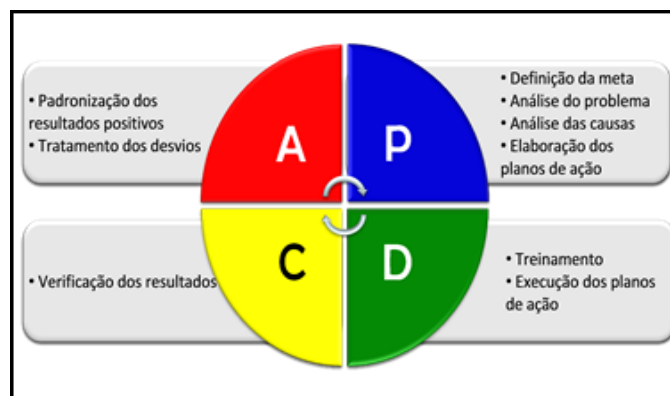 • Padronização dos
resultados positivos
• Tratamento dos desvios
A
P
• Definição da meta
• Análise do problema
• Análise das causas
• Elaboração dos
planos de ação
• Verificação dos resultados
C
D
• Treinamento
• Execução dos planos
de ação